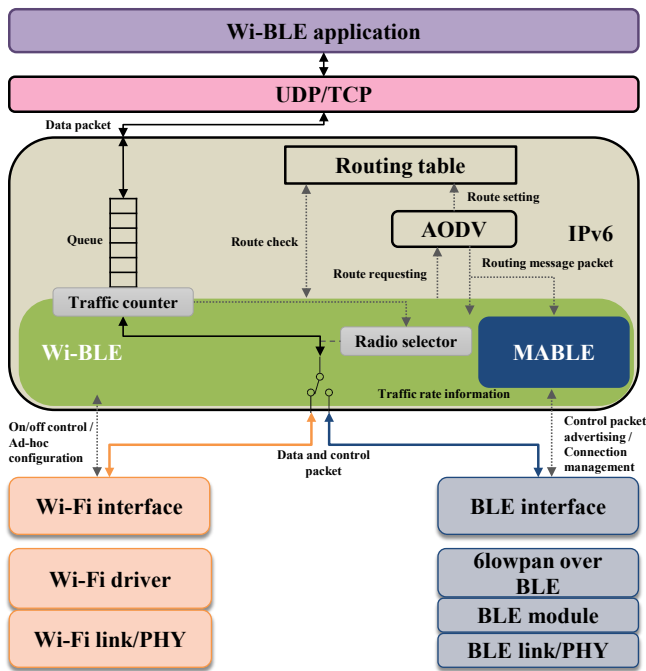 Wi-BLE application
UDP/TCP
Data packet
Routing table
Route setting
Queue
Route check
AODV
IPv6
Route requesting
Routing message packet
Traffic counter
Wi-BLE
Radio selector
MABLE
Traffic rate information
On/off control /
Ad-hoc
configuration
Data and control
packet
Control packet
advertising /
Connection
management
Wi-Fi interface
BLE interface
Wi-Fi driver
6lowpan over
BLE
BLE module
Wi-Fi link/PHY
BLE link/PHY